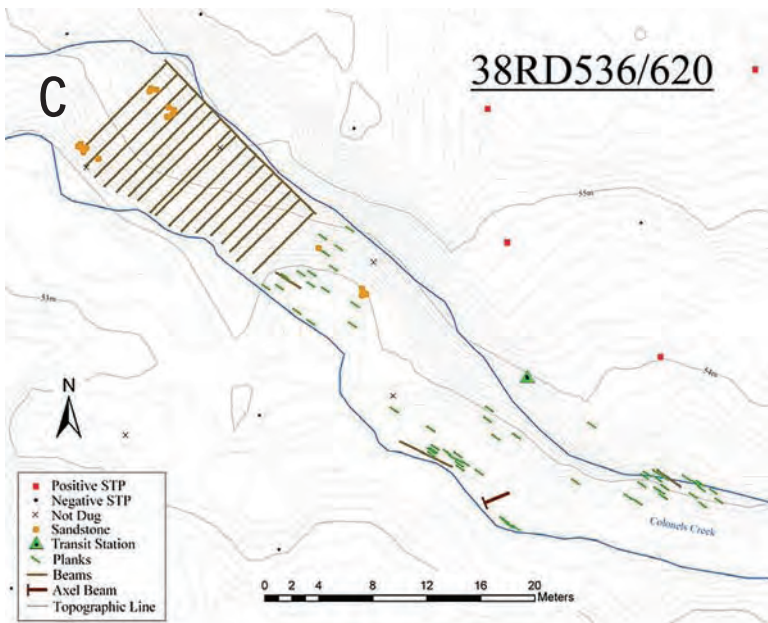 C
38RD536/620
55m
53m
54m
N
Colonels Creek
Positive STP
Negative STP
Not Dug
Sandstone
Transit Station
Planks
Beams
Axel Beam
Topographic Line
0 2 4 8 12 16 20
Meters